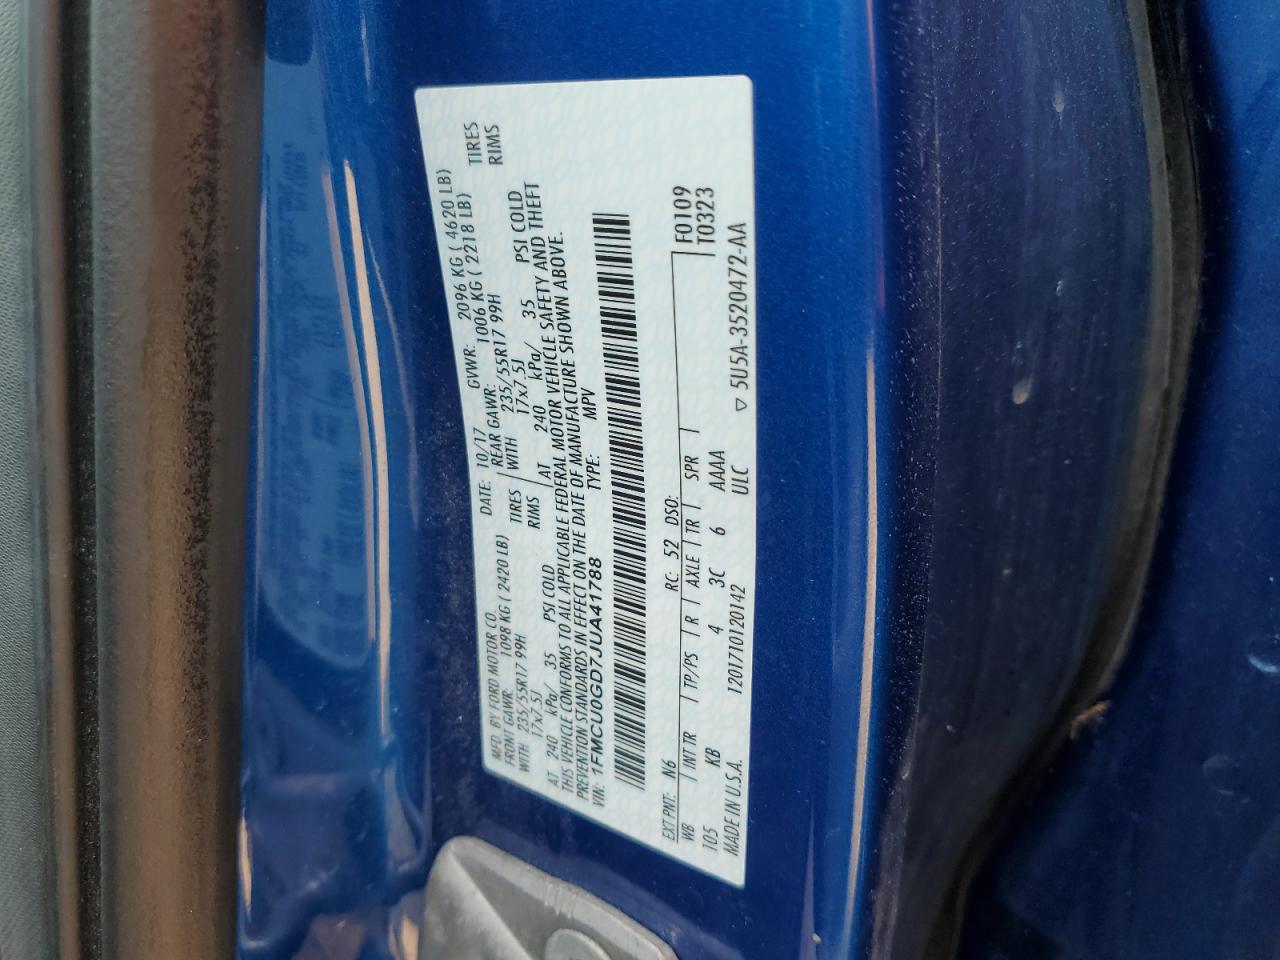 MFD. BY FORD MOTOR CO. DATE: 10/17 GVWR: 2096 KG ( 4620 LB)
FRONT GAWR: 1098 KG ( 2420 LB) REAR GAWR: 1006 KG ( 2218 LB)
WITH 235/55R17 99H TIRES WITH 235/55R17 99H TIRES
17x7.5J RIMS 17x7.5J RIMS
AT 240 kPa/ 35 PSI COLD AT 240 kPa/ 35 PSI COLD
THIS VEHICLE CONFORMS TO ALL APPLICABLE FEDERAL MOTOR VEHICLE SAFETY AND THEFT
PREVENTION STANDARDS IN EFFECT ON THE DATE OF MANUFACTURE SHOWN ABOVE.
VIN: 1FMCU0GD7JUA41788 TYPE: MPV
EXT PNT: N6 RC: 52 DSO: F0109
WB INT TR TP/PS R AXLE TR SPR T0323
105 KB 4 3C 6 AAAA
MADE IN U.S.A. 1201710120142 ULC 5U5A-3520472-AA